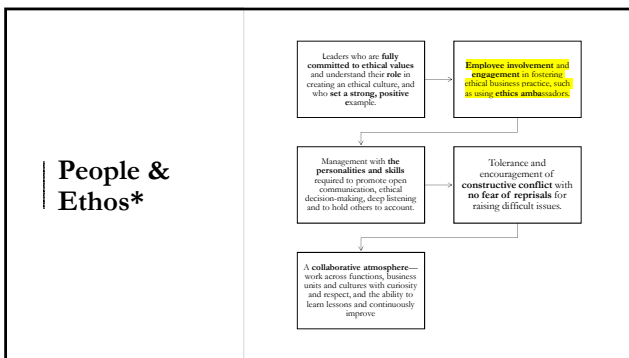 People &
Ethos*
Leaders who are fully
committed to ethical values
and understand their role in
creating an ethical culture, and
who set a strong, positive
example.
Employee involvement and
engagement in fostering
ethical business practice, such
as using ethics ambassadors.
Management with the
personalities and skills
required to promote open
communication, ethical
decision-making, deep listening
and to hold others to account.
Tolerance and
encouragement of
constructive conflict with
no fear of reprisals for
raising difficult issues.
A collaborative atmosphere—
work across functions, business
units and cultures with curiosity
and respect, and the ability to
learn lessons and continuously
improve